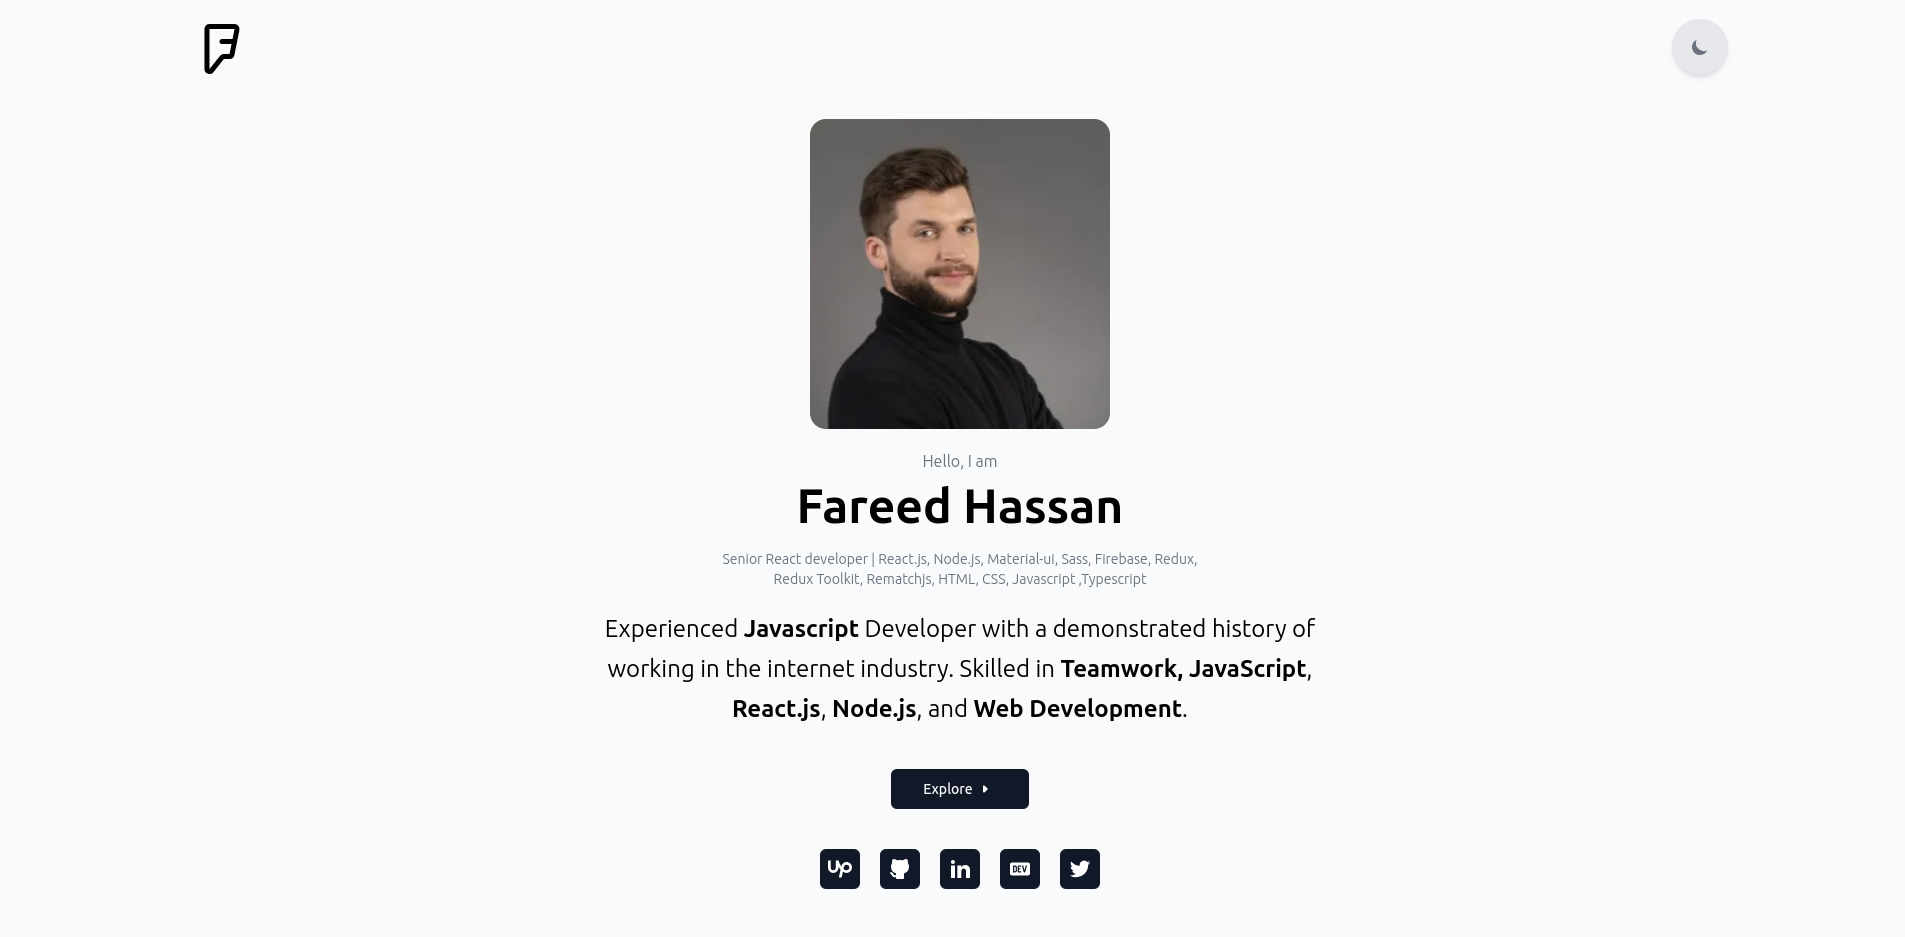 Hello, I am
Fareed Hassan
Senior React developer | React.js, Node.js, Material-ui, Sass, Firebase, Redux,
Redux Toolkit, Rematchjs, HTML, CSS, Javascript ,Typescript
Experienced Javascript Developer with a demonstrated history of
working in the internet industry. Skilled in Teamwork, JavaScript,
React.js, Node.js, and Web Development.
Explore
Up in DEV